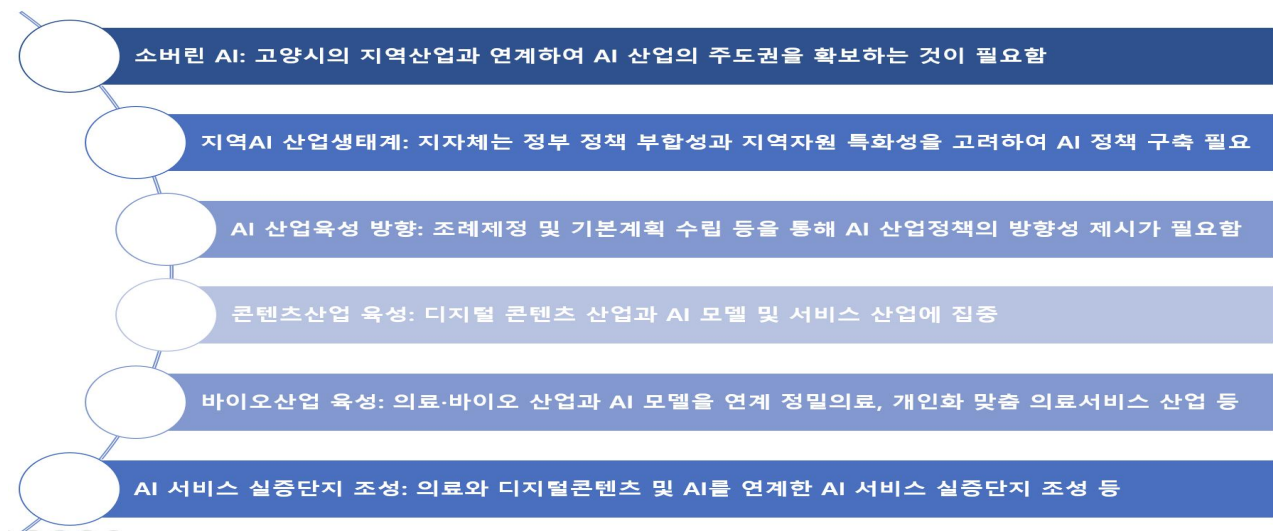 소버린 AI: 고양시의 지역산업과 연계하여 AI 산업의 주도권을 확보하는 것이 필요함
지역AI 산업생태계: 지자체는 정부 정책 부합성과 지역자원 특화성을 고려하여 AI 정책 구축 필요
AI 산업육성 방향: 조례제정 및 기본계획 수립 등을 통해 AI 산업정책의 방향성 제시가 필요함
콘텐츠산업 육성: 디지털 콘텐츠 산업과 AI 모델 및 서비스 산업에 집중
바이오산업 육성: 의료·바이오 산업과 AI 모델을 연계 정밀의료, 개인화 맞춤 의료서비스 산업 등
AI 서비스 실증단지 조성: 의료와 디지털콘텐츠 및 AI를 연계한 AI 서비스 실증단지 조성 등